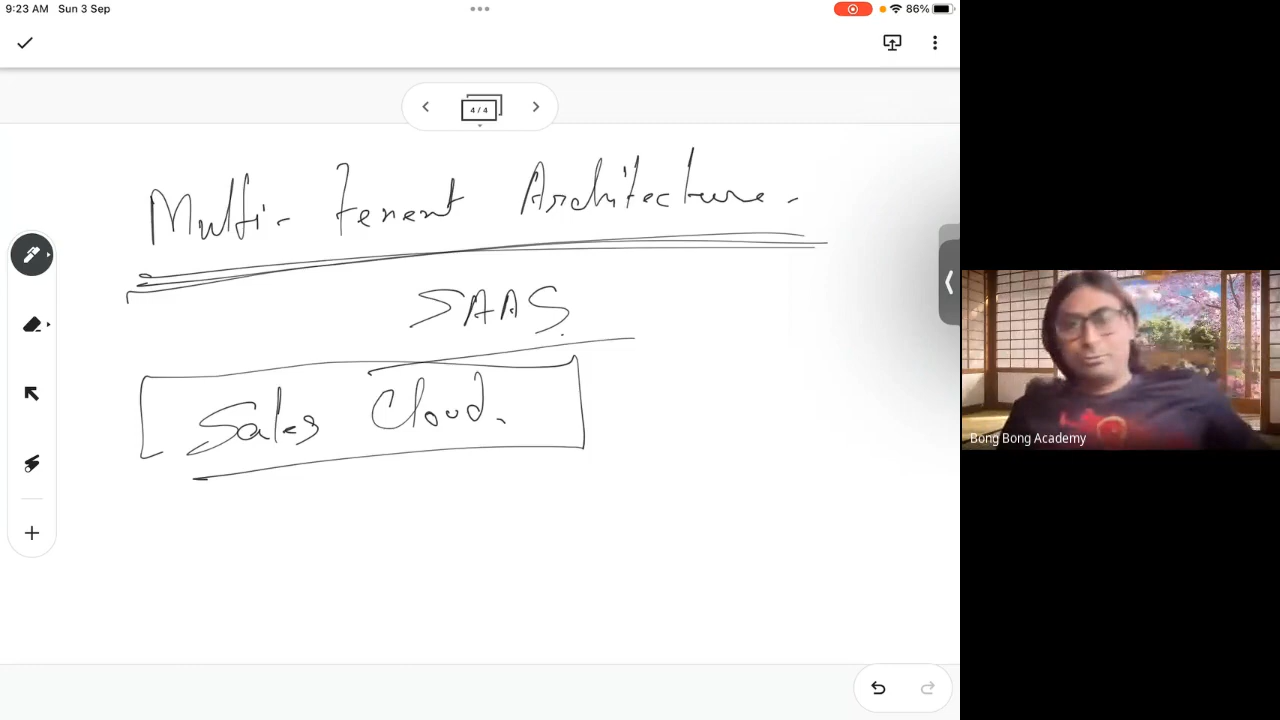 9:23 AM Sun 3 Sep
86%
4 / 4
Multi- Tenent Architecture.
SAAS
Sales Cloud.
Bong Bong Academy